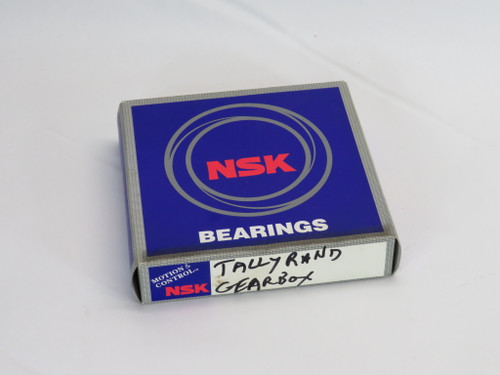 NSK
BEARINGS
MOTION &
CONTROL
NSK
TALLYRAND
GEARBOX